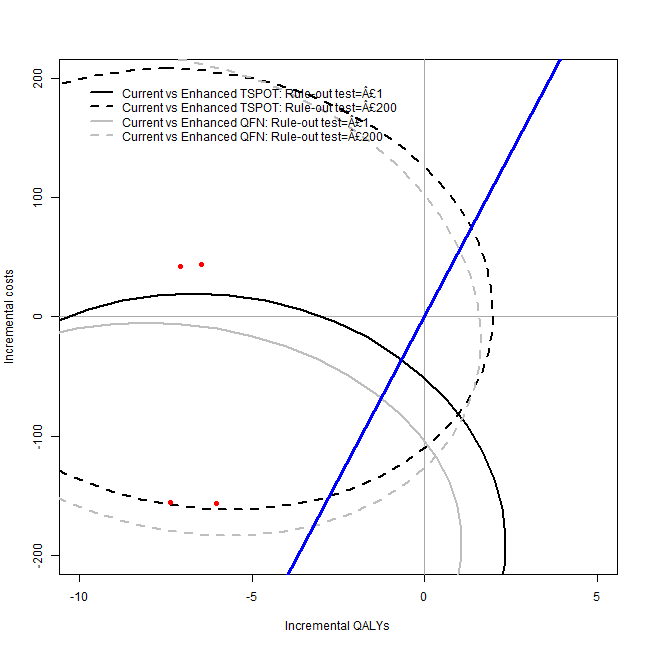 200
100
0
-100
-200
Incremental costs
Current vs Enhanced TSPOT: Rule-out test=Â£1
Current vs Enhanced TSPOT: Rule-out test=Â£200
Current vs Enhanced QFN: Rule-out test=Â£1
Current vs Enhanced QFN: Rule-out test=Â£200
-10 -5 0 5
Incremental QALYs